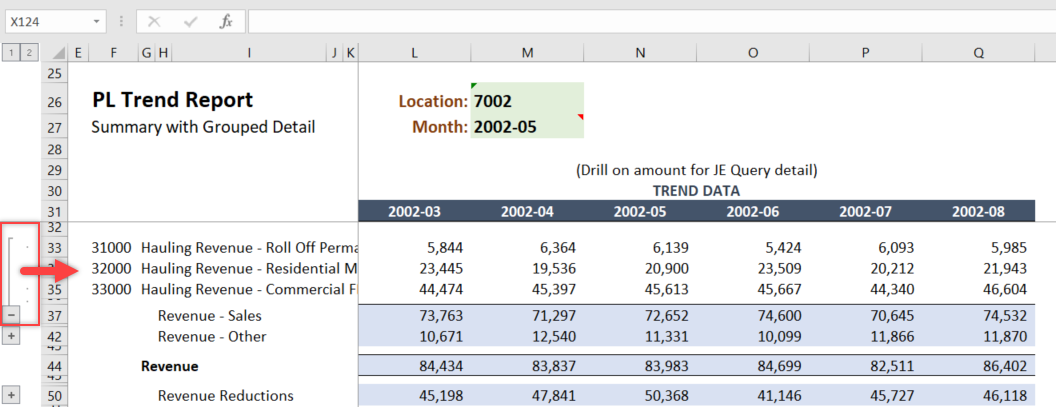 X124 fx
1 2 E F G H I J K L M N O P Q
25
26 PL Trend Report Location: 7002
27 Summary with Grouped Detail Month: 2002-05
28
29 (Drill on amount for JE Query detail)
30 TREND DATA
31 2002-03 2002-04 2002-05 2002-06 2002-07 2002-08
32
33 31000 Hauling Revenue - Roll Off Perma 5,844 6,364 6,139 5,424 6,093 5,985
32000 Hauling Revenue - Residential M 23,445 19,536 20,900 23,509 20,212 21,943
35 33000 Hauling Revenue - Commercial F 44,474 45,397 45,613 45,667 44,340 46,604
37 Revenue - Sales 73,763 71,297 72,652 74,600 70,645 74,532
42 Revenue - Other 10,671 12,540 11,331 10,099 11,866 11,870
44 Revenue 84,434 83,837 83,983 84,699 82,511 86,402
50 Revenue Reductions 45,198 47,841 50,368 41,146 45,727 46,118